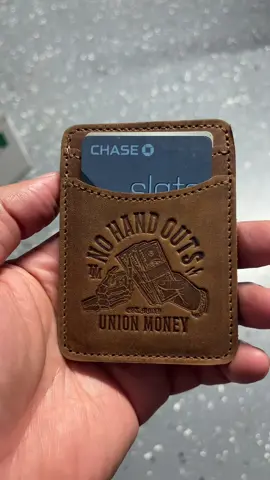 CHASE
slate
NO HAND OUTS
UNION MONEY